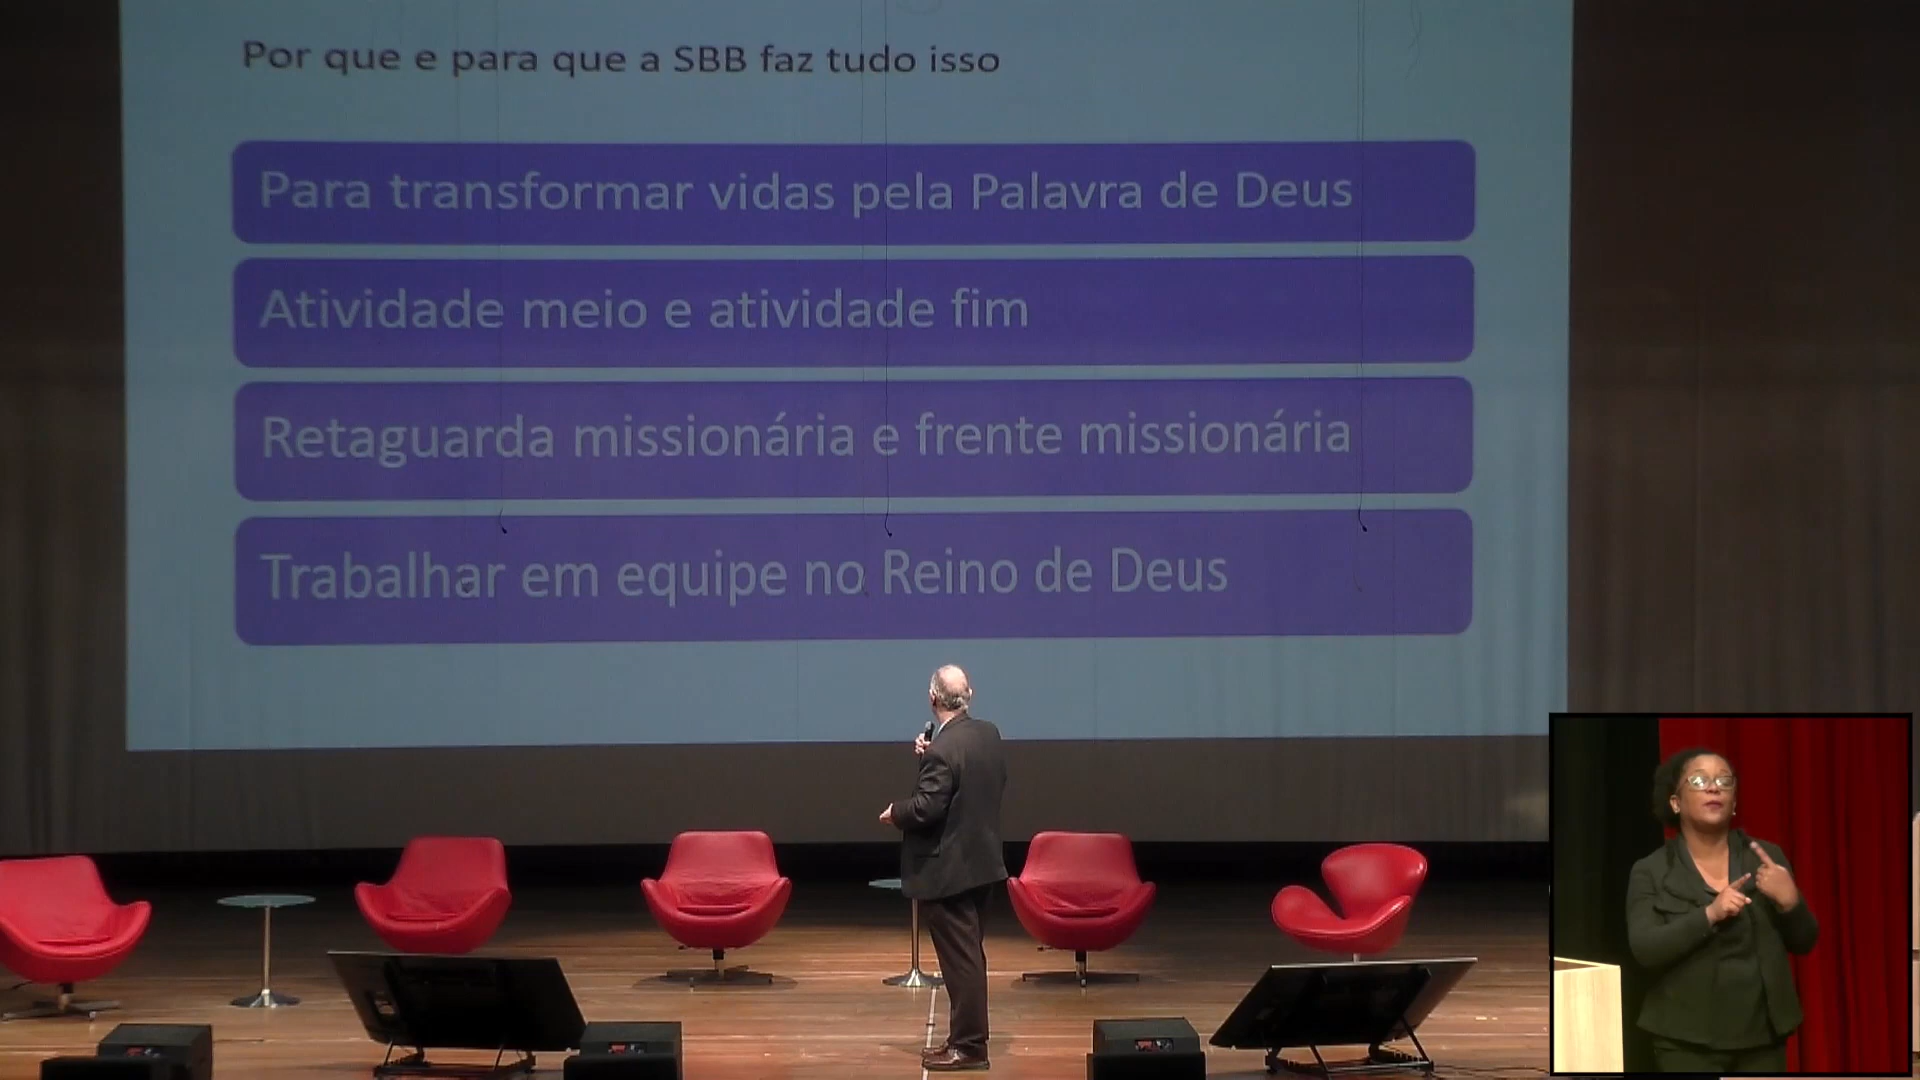 Por que e para que a SBB faz tudo isso
Para transformar vidas pela Palavra de Deus
Atividade meio e atividade fim
Retaguarda missionária e frente missionária
Trabalhar em equipe no Reino de Deus